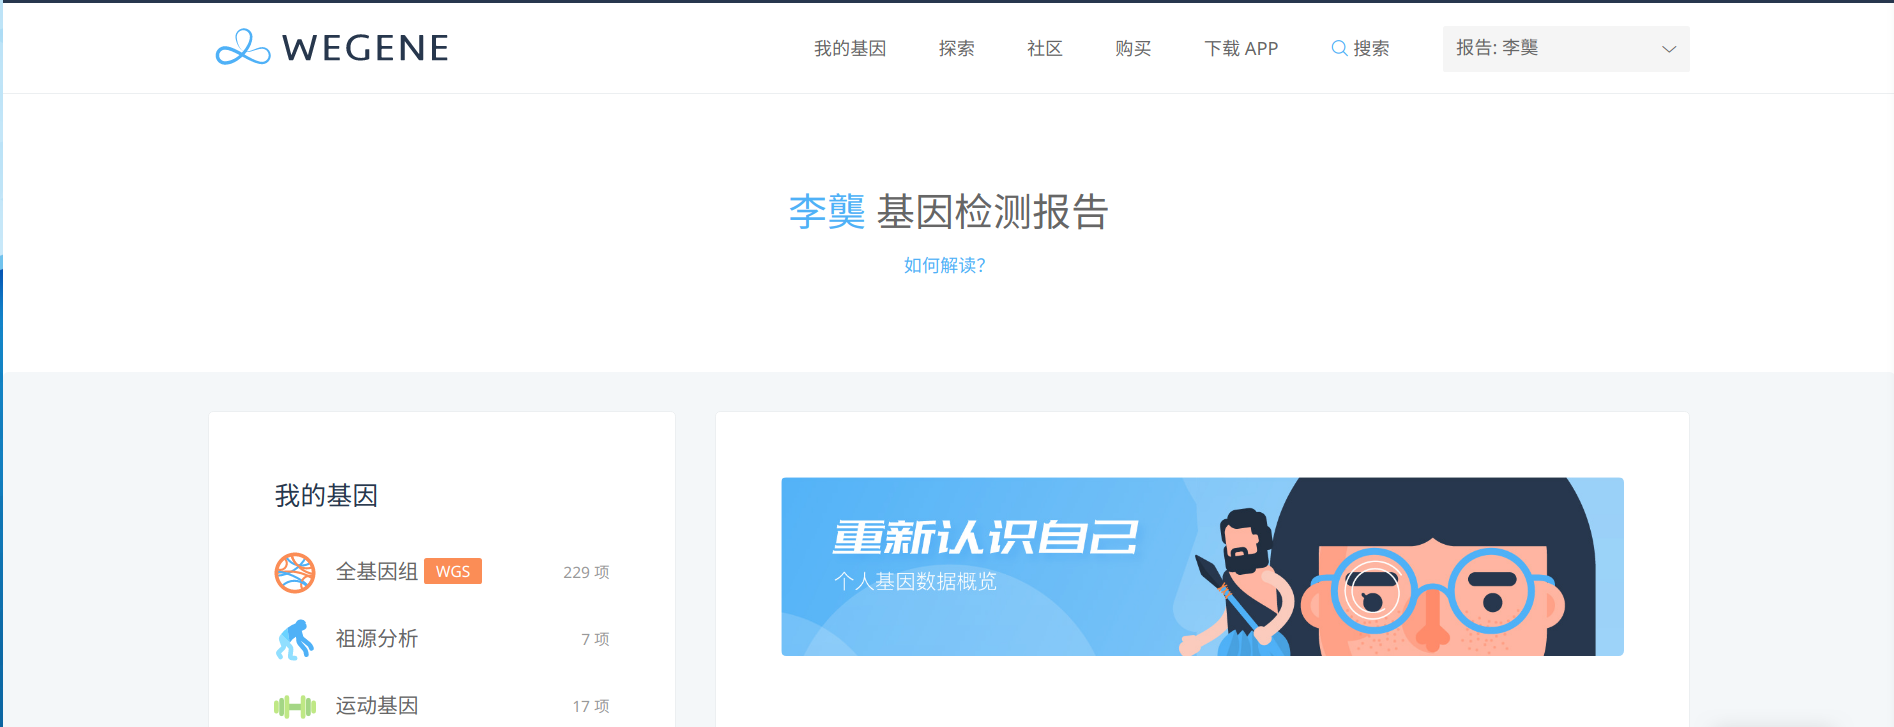 WEGENE
我的基因 探索 社区 购买 下载 APP 搜索 报告: 李龑
李龑 基因检测报告
如何解读?
我的基因
全基因组 WGS 229 项
祖源分析 7 项
运动基因 17 项
重新认识自己
个人基因数据概览